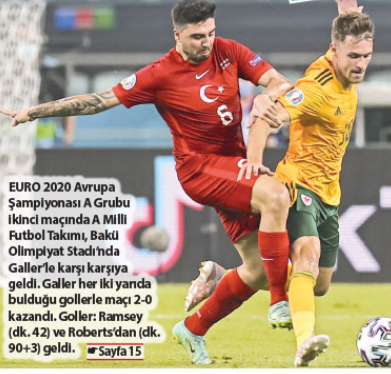 6
EURO 2020 Avrupa
Şampiyonası A Grubu
ikinci maçında A Milli
Futbol Takımı, Bakü
Olimpiyat Stadı'nda
Galler'le karşı karşıya
geldi. Galler her iki yarıda
bulduğu gollerle maçı 2-0
kazandı. Goller: Ramsey
(dk. 42) ve Roberts'dan (dk.
90+3) geldi. ☛Sayfa 15